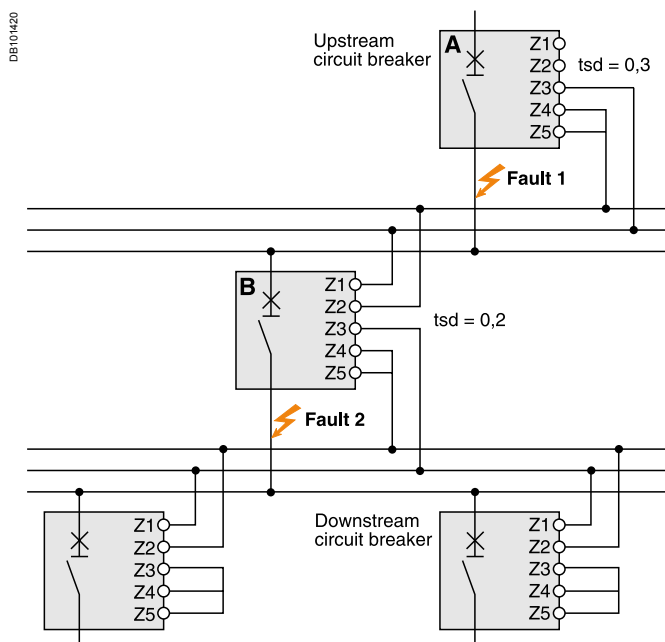 DB101420
Upstream
circuit breaker
A
Z1
Z2
Z3
Z4
Z5
tsd = 0,3
Fault 1
B
Z1
Z2
Z3
Z4
Z5
tsd = 0,2
Fault 2
Z1
Z2
Z3
Z4
Z5
Downstream
circuit breaker
Z1
Z2
Z3
Z4
Z5